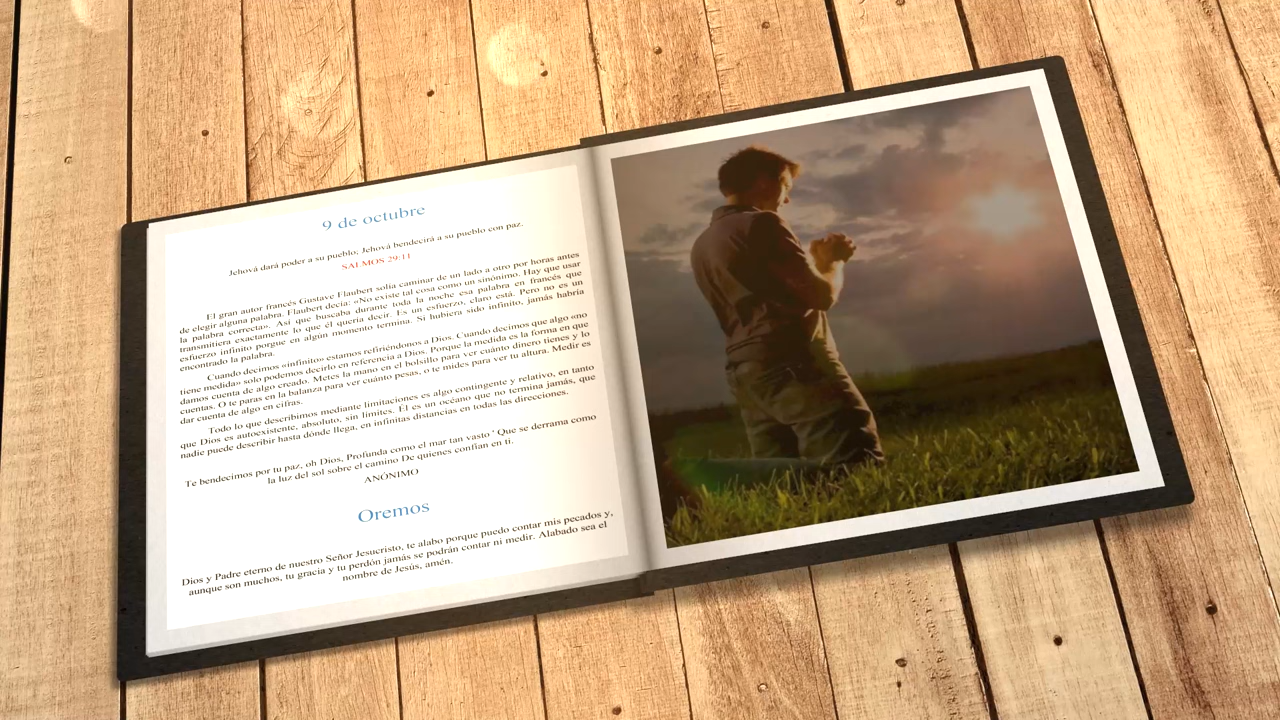 9 de octubre
Jehová dará poder a su pueblo; Jehová bendecirá a su pueblo con paz.
SALMOS 29:11
El gran autor francés Gustave Flaubert solía caminar de un lado a otro por horas antes
de elegir alguna palabra. Flaubert decía: «No existe tal cosa como un sinónimo. Hay que usar
la palabra correcta». Así que buscaba durante toda la noche esa palabra en francés que
transmitiera exactamente lo que él quería decir. Es un esfuerzo, claro está. Pero no es un
esfuerzo infinito porque en algún momento termina. Si hubiera sido infinito, jamás habría
encontrado la palabra.
Cuando decimos «infinito» estamos refiriéndonos a Dios. Cuando decimos que algo «no
tiene medida» solo podemos decirlo en referencia a Dios. Porque la medida es la forma en que
damos cuenta de algo creado. Metes la mano en el bolsillo para ver cuánto dinero tienes y lo
cuentas. O te paras en la balanza para ver cuánto pesas, o te mides para ver tu altura. Medir es
dar cuenta de algo en cifras.
Todo lo que describimos mediante limitaciones es algo contingente y relativo, en tanto
que Dios es autoexistente, absoluto, sin límites. Él es un océano que no termina jamás, que
nadie puede describir hasta dónde llega, en infinitas distancias en todas las direcciones.
Te bendecimos por tu paz, oh Dios, Profunda como el mar tan vasto ' Que se derrama como
la luz del sol sobre el camino De quienes confían en ti.
ANÓNIMO
Oremos
Dios y Padre eterno de nuestro Señor Jesucristo, te alabo porque puedo contar mis pecados y,
aunque son muchos, tu gracia y tu perdón jamás se podrán contar ni medir. Alabado sea el
nombre de Jesús, amén.